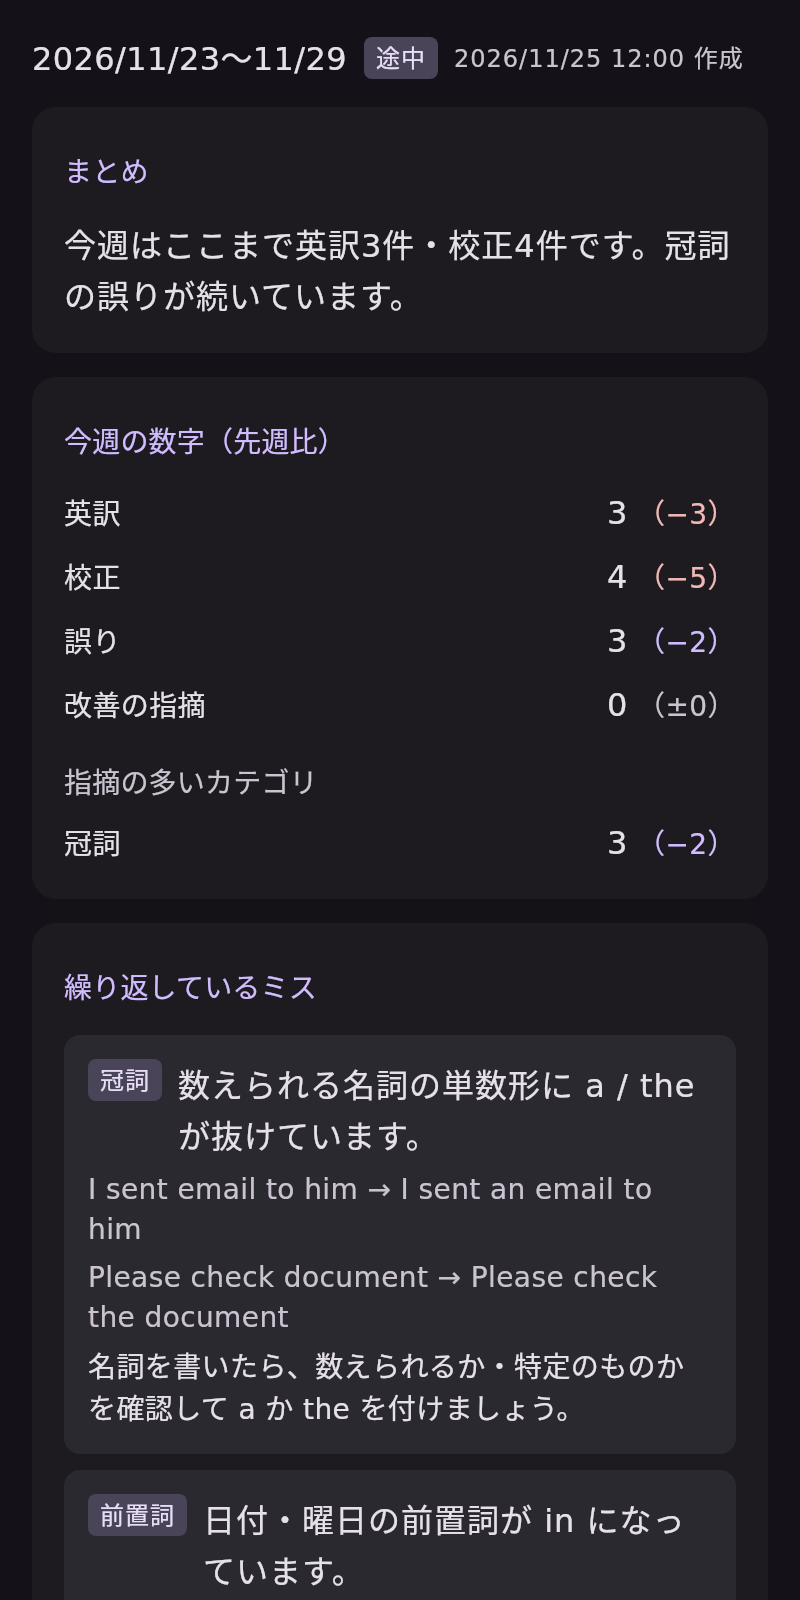 2026/11/23〜11/29 途中 2026/11/25 12:00 作成
まとめ
今週はここまで英訳3件・校正4件です。冠詞
の誤りが続いています。
今週の数字（先週比）
英訳 3 （−3）
校正 4 （−5）
誤り 3 （−2）
改善の指摘 0 （±0）
指摘の多いカテゴリ
冠詞 3 （−2）
繰り返しているミス
冠詞 数えられる名詞の単数形に a / the
が抜けています。
I sent email to him → I sent an email to
him
Please check document → Please check
the document
名詞を書いたら、数えられるか・特定のものか
を確認して a か the を付けましょう。
前置詞 日付・曜日の前置詞が in になっ
ています。